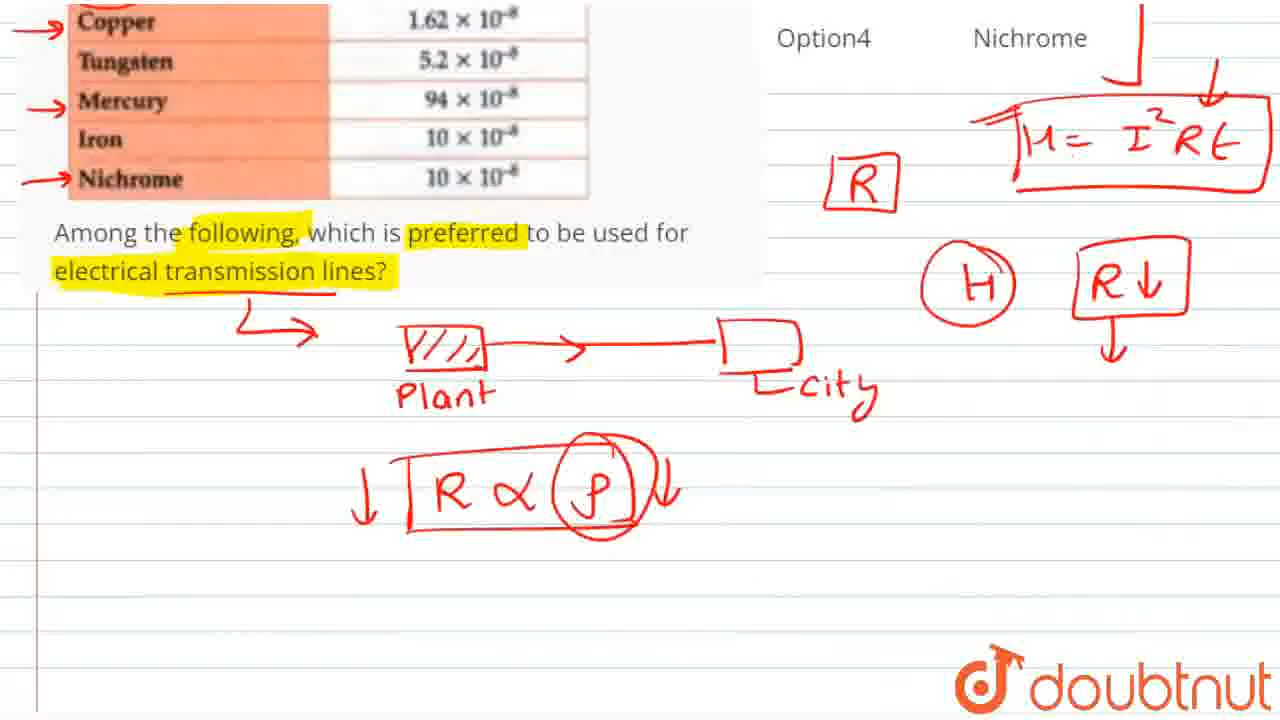 Copper 1.62 × 10⁻⁸
Tungsten 5.2 × 10⁻⁸
Mercury 94 × 10⁻⁸
Iron 10 × 10⁻⁸
Nichrome 10 × 10⁻⁶
Among the following, which is preferred to be used for
electrical transmission lines?
Option4 Nichrome
H = I²Rt
R
H R↓
Plant
City
R ∝ ρ
doubtnut